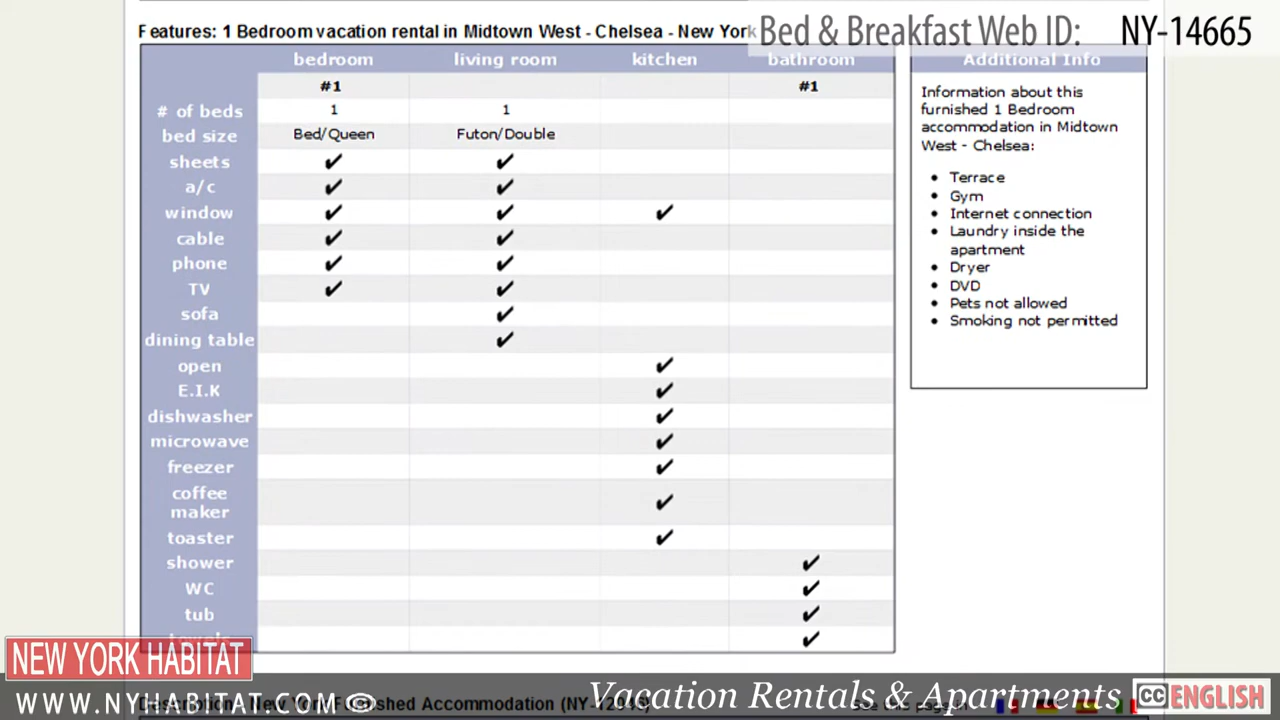 Features: 1 Bedroom vacation rental in Midtown West - Chelsea - New York
Bed & Breakfast Web ID: NY-14665
bedroom living room kitchen bathroom
#1 #1
# of beds 1 1
bed size Bed/Queen Futon/Double
sheets ✔ ✔
a/c ✔ ✔
window ✔ ✔ ✔
cable ✔ ✔
phone ✔ ✔
TV ✔ ✔
sofa ✔
dining table ✔
open ✔
E.I.K ✔
dishwasher ✔
microwave ✔
freezer ✔
coffee
maker ✔
toaster ✔
shower ✔
WC ✔
tub ✔
towels ✔
Additional Info
Information about this
furnished 1 Bedroom
accommodation in Midtown
West - Chelsea:
• Terrace
• Gym
• Internet connection
• Laundry inside the
apartment
• Dryer
• DVD
• Pets not allowed
• Smoking not permitted
NEW YORK HABITAT
WWW.NYHABITAT.COM ©
Vacation Rentals & Apartments
CC ENGLISH